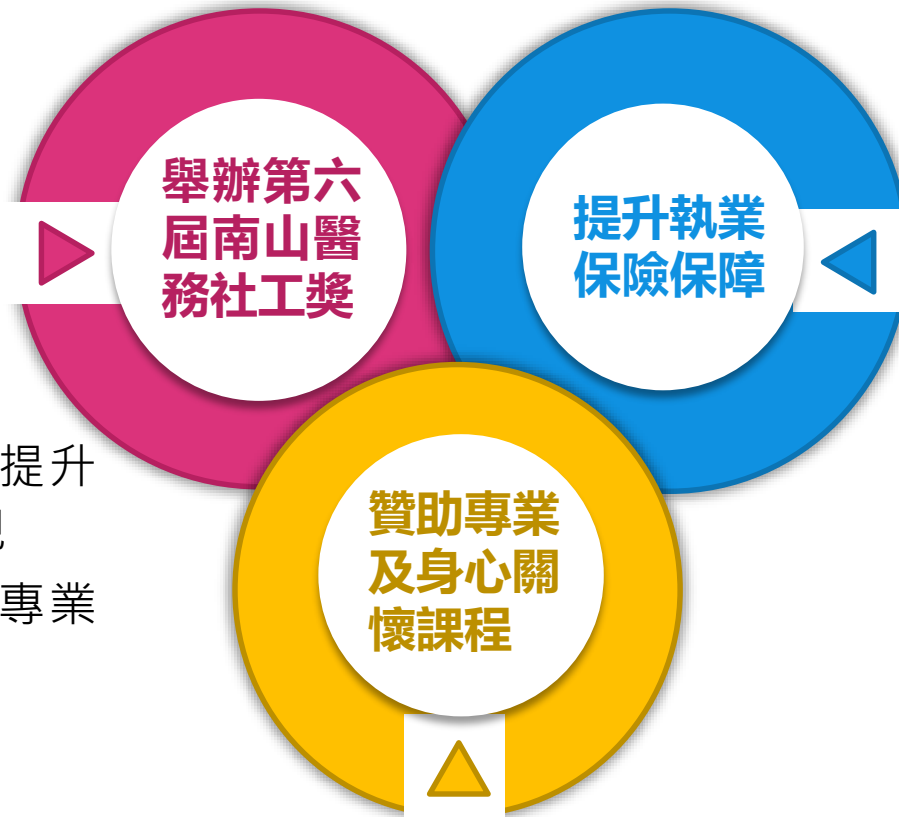 舉辦第六
屆南山醫
務社工獎
提升執業
保險保障
提升
專業
贊助專業
及身心關
懷課程